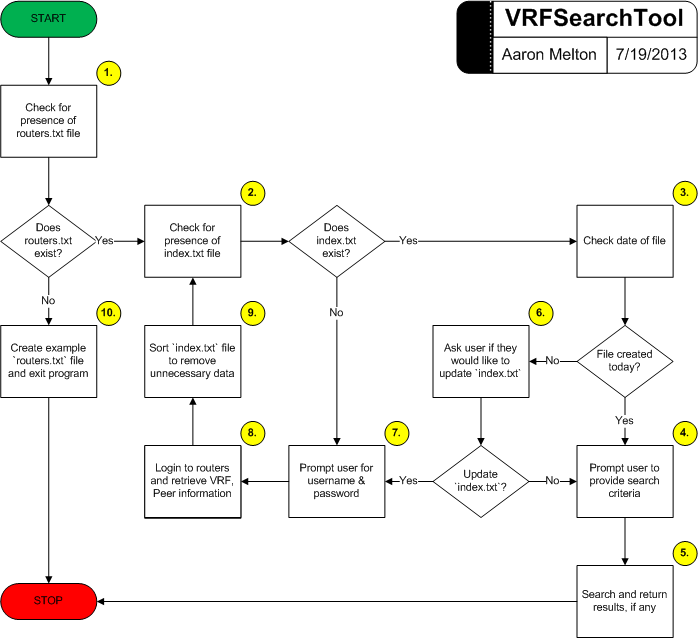 START
VRFSearchTool
Aaron Melton
7/19/2013
1.
Check for
presence of
routers.txt file
Does
routers.txt
exist?
Yes
No
2.
Check for
presence of
index.txt file
Does
index.txt
exist?
Yes
No
3.
Check date of file
10.
Create example
`routers.txt` file
and exit program
9.
Sort `index.txt` file
to remove
unnecessary data
6.
Ask user if they
would like to
update `index.txt`
No
File created
today?
Yes
8.
Login to routers
and retrieve VRF,
Peer information
7.
Prompt user for
username &
password
Yes
Update
`index.txt`?
No
4.
Prompt user to
provide search
criteria
5.
Search and return
results, if any
STOP